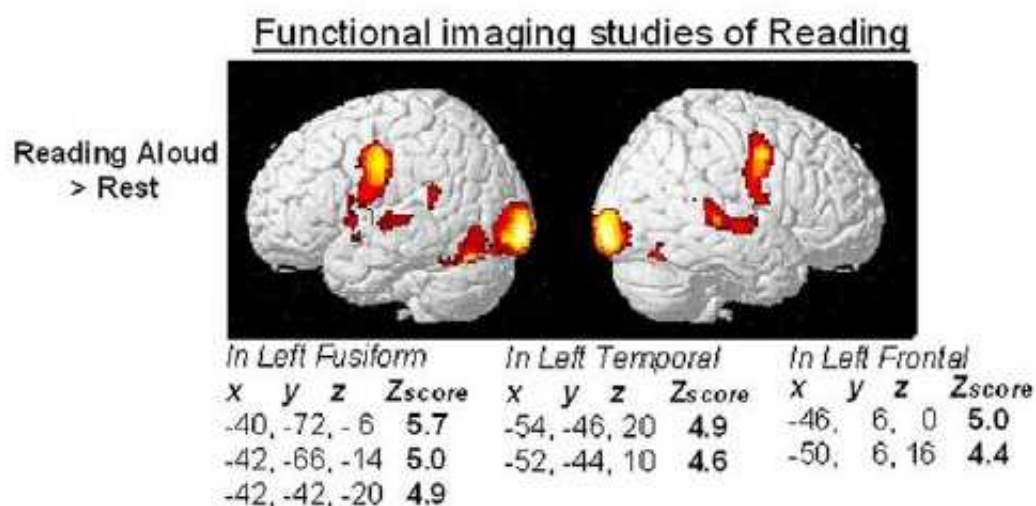 Functional imaging studies of Reading
Reading Aloud
> Rest
In Left Fusiform
x y z Zscore
-40, -72, - 6 5.7
-42, -66, -14 5.0
-42, -42, -20 4.9
In Left Temporal
x y z Zscore
-54, -46, 20 4.9
-52, -44, 10 4.6
In Left Frontal
x y z Zscore
-46, 6, 0 5.0
-50, 6, 16 4.4